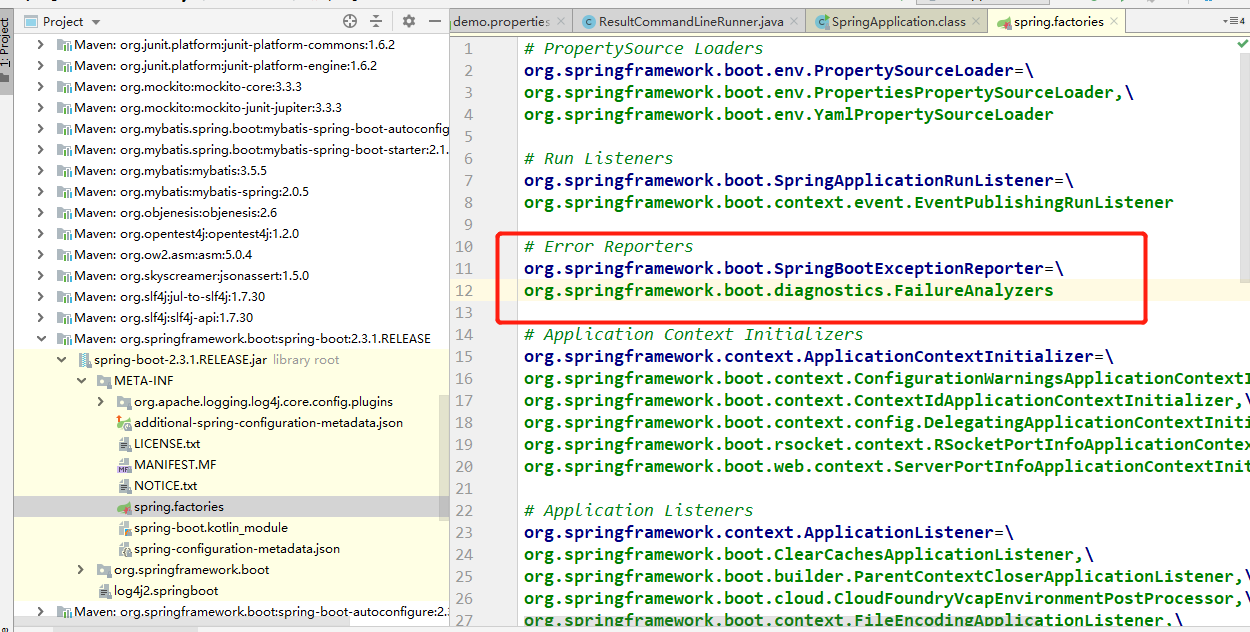 1: Project
Project
demo.properties
ResultCommandLineRunner.java
SpringApplication.class
spring.factories
4
Maven: org.junit.platform:junit-platform-commons:1.6.2
Maven: org.junit.platform:junit-platform-engine:1.6.2
Maven: org.mockito:mockito-core:3.3.3
Maven: org.mockito:mockito-junit-jupiter:3.3.3
Maven: org.mybatis.spring.boot:mybatis-spring-boot-autoconfig
Maven: org.mybatis.spring.boot:mybatis-spring-boot-starter:2.1.
Maven: org.mybatis:mybatis:3.5.5
Maven: org.mybatis:mybatis-spring:2.0.5
Maven: org.objenesis:objenesis:2.6
Maven: org.opentest4j:opentest4j:1.2.0
Maven: org.ow2.asm:asm:5.0.4
Maven: org.skyscreamer:jsonassert:1.5.0
Maven: org.slf4j:jul-to-slf4j:1.7.30
Maven: org.slf4j:slf4j-api:1.7.30
Maven: org.springframework.boot:spring-boot:2.3.1.RELEASE
spring-boot-2.3.1.RELEASE.jar library root
META-INF
org.apache.logging.log4j.core.config.plugins
additional-spring-configuration-metadata.json
LICENSE.txt
MANIFEST.MF
NOTICE.txt
spring.factories
spring-boot.kotlin_module
spring-configuration-metadata.json
org.springframework.boot
log4j2.springboot
Maven: org.springframework.boot:spring-boot-autoconfigure:2.
1 # PropertySource Loaders
2 org.springframework.boot.env.PropertySourceLoader=\
3 org.springframework.boot.env.PropertiesPropertySourceLoader,\
4 org.springframework.boot.env.YamlPropertySourceLoader
5
6 # Run Listeners
7 org.springframework.boot.SpringApplicationRunListener=\
8 org.springframework.boot.context.event.EventPublishingRunListener
9
10 # Error Reporters
11 org.springframework.boot.SpringBootExceptionReporter=\
12 org.springframework.boot.diagnostics.FailureAnalyzers
13
14 # Application Context Initializers
15 org.springframework.context.ApplicationContextInitializer=\
16 org.springframework.boot.context.ConfigurationWarningsApplicationContextI
17 org.springframework.boot.context.ContextIdApplicationContextInitializer,\
18 org.springframework.boot.context.config.DelegatingApplicationContextIniti
19 org.springframework.boot.rsocket.context.RSocketPortInfoApplicationContex
20 org.springframework.boot.web.context.ServerPortInfoApplicationContextInit
21
22 # Application Listeners
23 org.springframework.context.ApplicationListener=\
24 org.springframework.boot.ClearCachesApplicationListener,\
25 org.springframework.boot.builder.ParentContextCloserApplicationListener,\
26 org.springframework.boot.cloud.CloudFoundryVcapEnvironmentPostProcessor,\
27 org.springframework.boot.context.FileEncodingApplicationListener,\